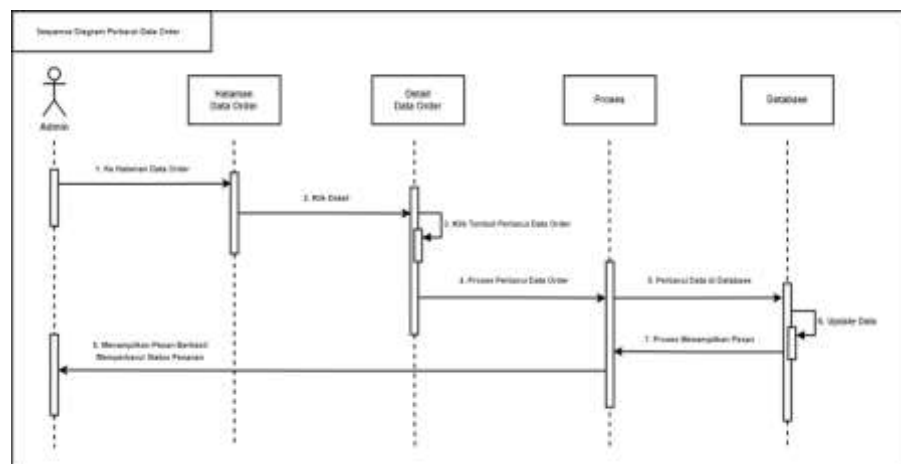 Sequence Diagram Perbarui Data Order
Admin
Halaman
Data Order
Detail
Data Order
Proses
Database
1. Ke Halaman Data Order
2. Klik Detail
3. Klik Tombol Perbarui Data Order
4. Proses Perbarui Data Order
5. Perbarui Data di Database
6. Update Data
7. Proses Menampilkan Pesan
Menampilkan Pesan Berhasil
Memperbarui Status Pesanan